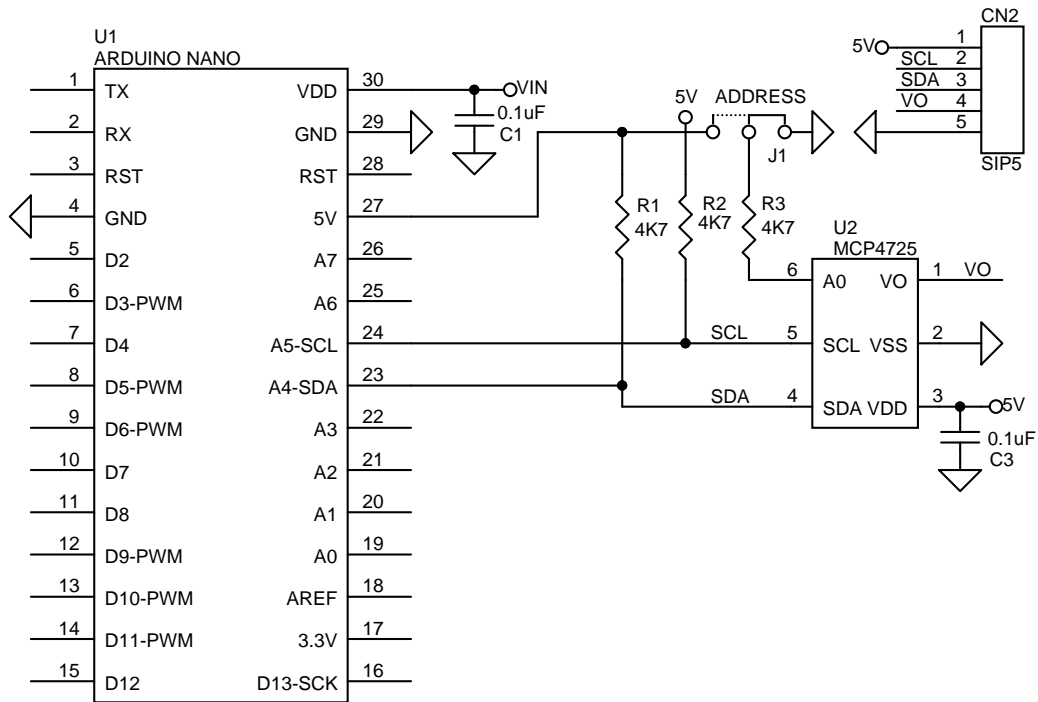 U1
ARDUINO NANO
1 TX VDD 30
2 RX GND 29
3 RST RST 28
4 GND 5V 27
5 D2 A7 26
6 D3-PWM A6 25
7 D4 A5-SCL 24
8 D5-PWM A4-SDA 23
9 D6-PWM A3 22
10 D7 A2 21
11 D8 A1 20
12 D9-PWM A0 19
13 D10-PWM AREF 18
14 D11-PWM 3.3V 17
15 D12 D13-SCK 16
VIN
0.1uF
C1
5V
ADDRESS
J1
R1
4K7
R2
4K7
R3
4K7
SCL
SDA
U2
MCP4725
6 A0 VO 1 VO
5 SCL VSS 2
4 SDA VDD 3
5V
0.1uF
C3
CN2
5V 1
SCL 2
SDA 3
VO 4
5
SIP5